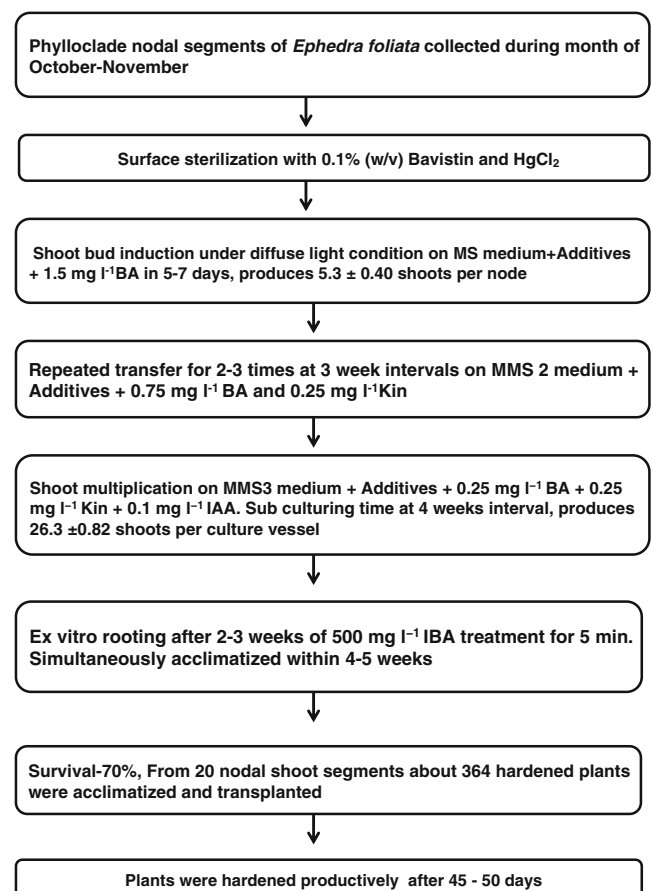 Phylloclade nodal segments of Ephedra foliata collected during month of
October-November
Surface sterilization with 0.1% (w/v) Bavistin and HgCl₂
Shoot bud induction under diffuse light condition on MS medium+Additives
+ 1.5 mg l⁻¹BA in 5-7 days, produces 5.3 ± 0.40 shoots per node
Repeated transfer for 2-3 times at 3 week intervals on MMS 2 medium +
Additives + 0.75 mg l⁻¹ BA and 0.25 mg l⁻¹Kin
Shoot multiplication on MMS3 medium + Additives + 0.25 mg l⁻¹ BA + 0.25
mg l⁻¹ Kin + 0.1 mg l⁻¹ IAA. Sub culturing time at 4 weeks interval, produces
26.3 ±0.82 shoots per culture vessel
Ex vitro rooting after 2-3 weeks of 500 mg l⁻¹ IBA treatment for 5 min.
Simultaneously acclimatized within 4-5 weeks
Survival-70%, From 20 nodal shoot segments about 364 hardened plants
were acclimatized and transplanted
Plants were hardened productively after 45 - 50 days